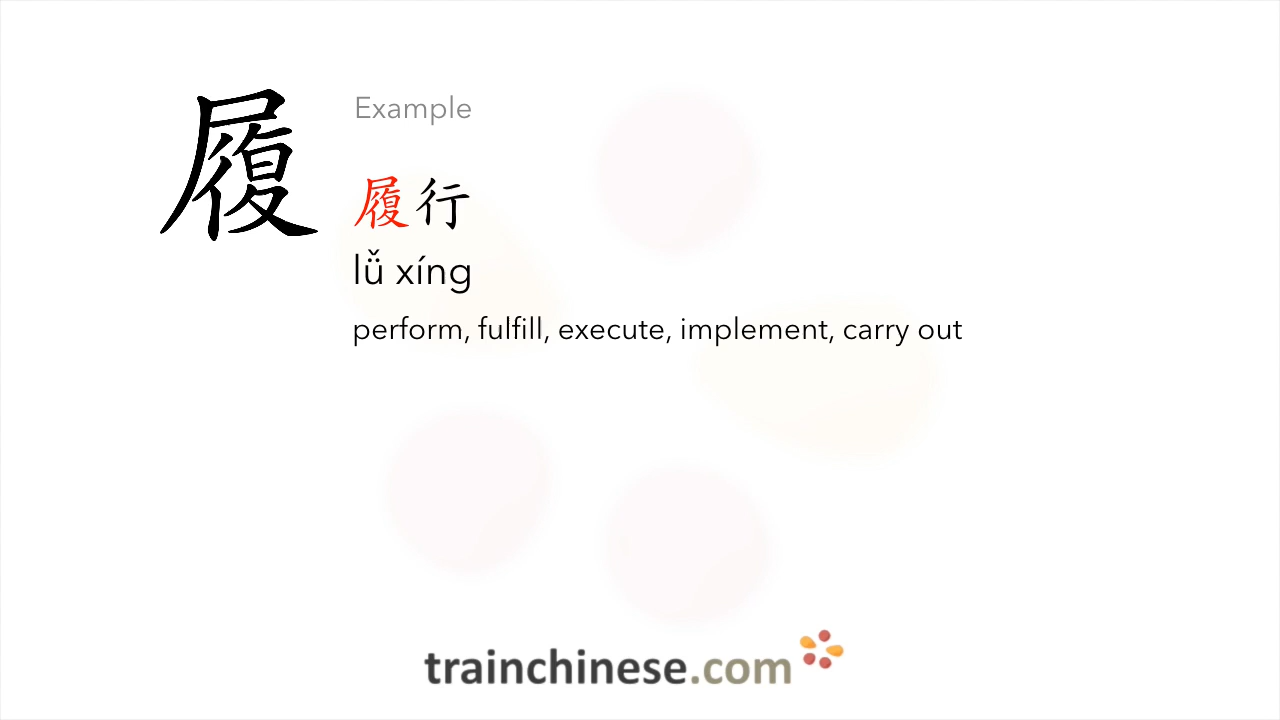 履
Example
履行
lǚ xíng
perform, fulfill, execute, implement, carry out
trainchinese.com